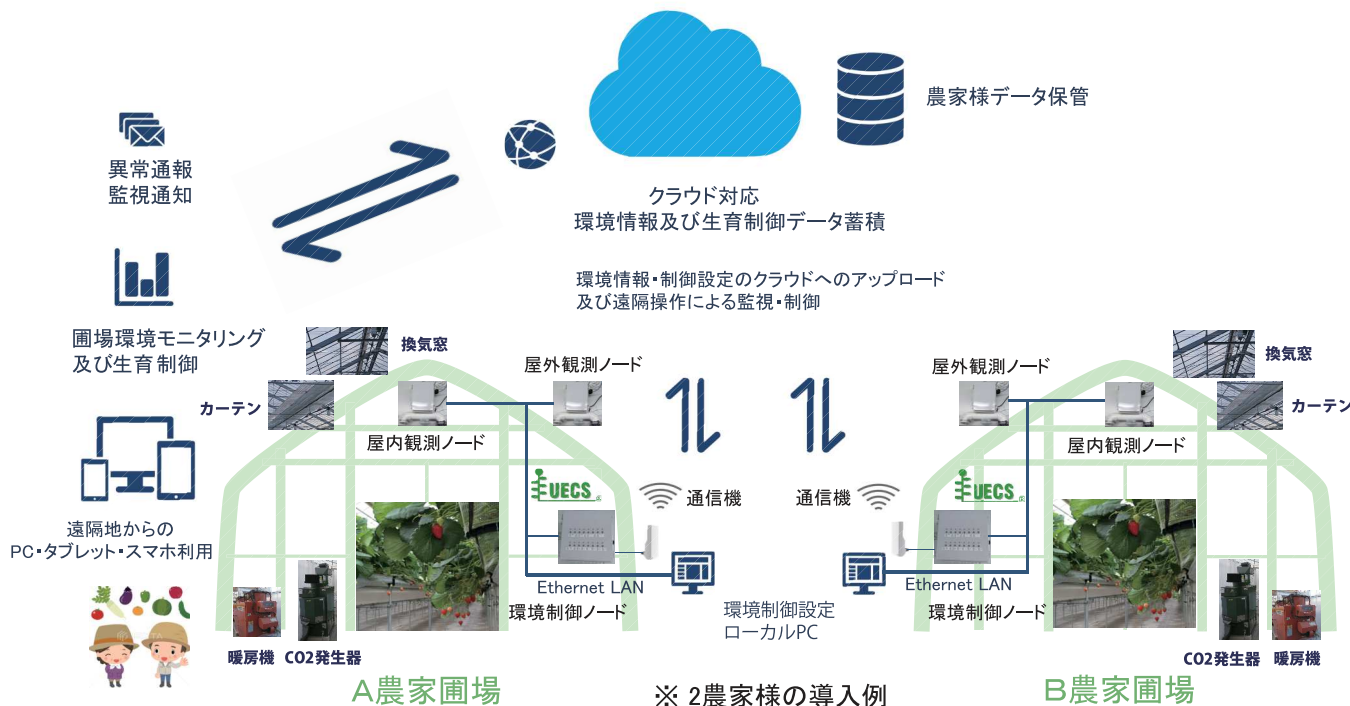 農家様データ保管
異常通報
監視通知
クラウド対応
環境情報及び生育制御データ蓄積
環境情報・制御設定のクラウドへのアップロード
及び遠隔操作による監視・制御
圃場環境モニタリング
及び生育制御
換気窓
カーテン
屋内観測ノード
屋外観測ノード
UECS
通信機
Ethernet LAN
環境制御ノード
暖房機
CO2発生器
A農家圃場
遠隔地からの
PC・タブレット・スマホ利用
環境制御設定
ローカルPC
※ 2農家様の導入例
屋外観測ノード
換気窓
カーテン
屋内観測ノード
通信機
UECS
Ethernet LAN
環境制御ノード
CO2発生器
暖房機
B農家圃場